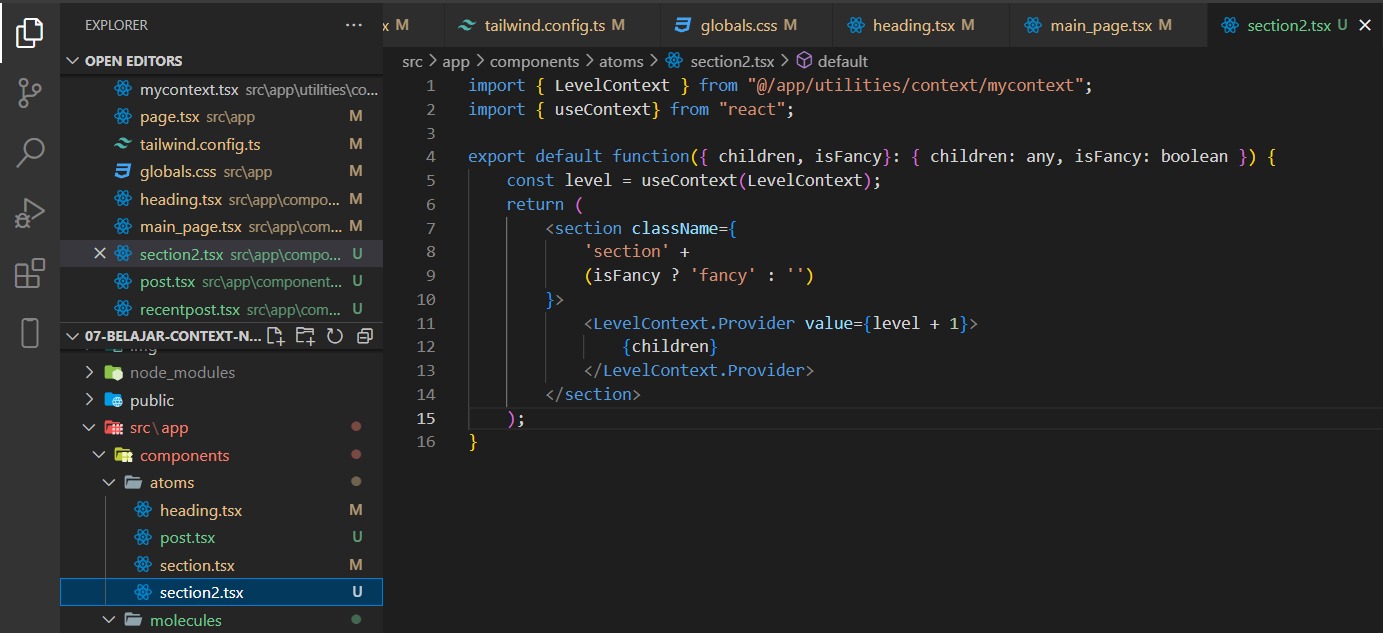 EXPLORER ···
x M
tailwind.config.ts M
globals.css M
heading.tsx M
main_page.tsx M
section2.tsx U
OPEN EDITORS
mycontext.tsx src\app\utilities\co...
page.tsx src\app M
tailwind.config.ts M
globals.css src\app M
heading.tsx src\app\compo... M
main_page.tsx src\app\com... M
section2.tsx src\app\compo... U
post.tsx src\app\component... U
recentpost.tsx src\app\com... U
07-BELAJAR-CONTEXT-N...
img
node_modules
public
src\app
components
atoms
heading.tsx M
post.tsx U
section.tsx M
section2.tsx U
molecules
src > app > components > atoms > section2.tsx > default
1 import { LevelContext } from "@/app/utilities/context/mycontext";
2 import { useContext} from "react";
3
4 export default function({ children, isFancy}: { children: any, isFancy: boolean }) {
5 const level = useContext(LevelContext);
6 return (
7 <section className={
8 'section' +
9 (isFancy ? 'fancy' : '')
10 }>
11 <LevelContext.Provider value={level + 1}>
12 {children}
13 </LevelContext.Provider>
14 </section>
15 );
16 }